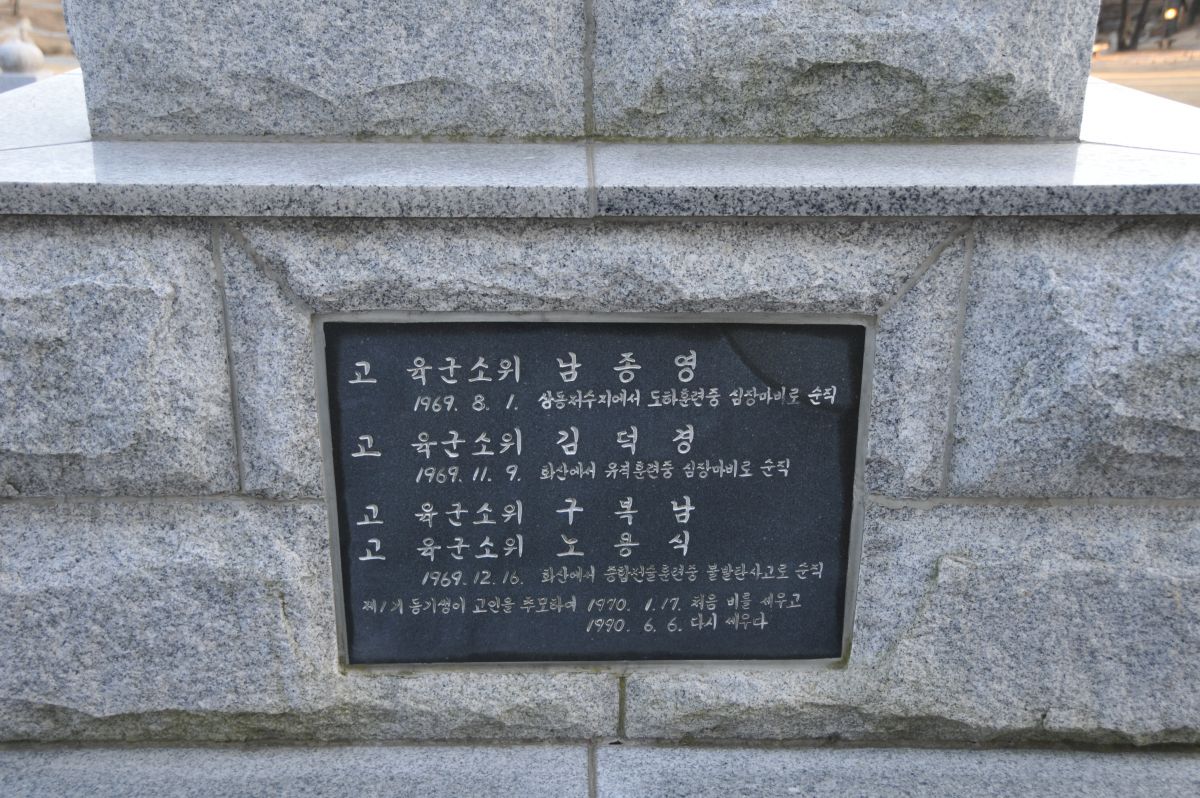 고 육군소위 남종영
1969. 8. 1. 상동저수지에서 도하훈련중 심장마비로 순직
고 육군소위 김덕경
1969. 11. 9. 화산에서 유격훈련중 심장마비로 순직
고 육군소위 구복남
고 육군소위 노용식
1969. 12. 16. 화산에서 종합전술훈련중 불발탄사고로 순직
제1기 동기생이 고인을 추모하여 1970. 1. 17. 처음 비를 세우고
1990. 6. 6. 다시 세우다